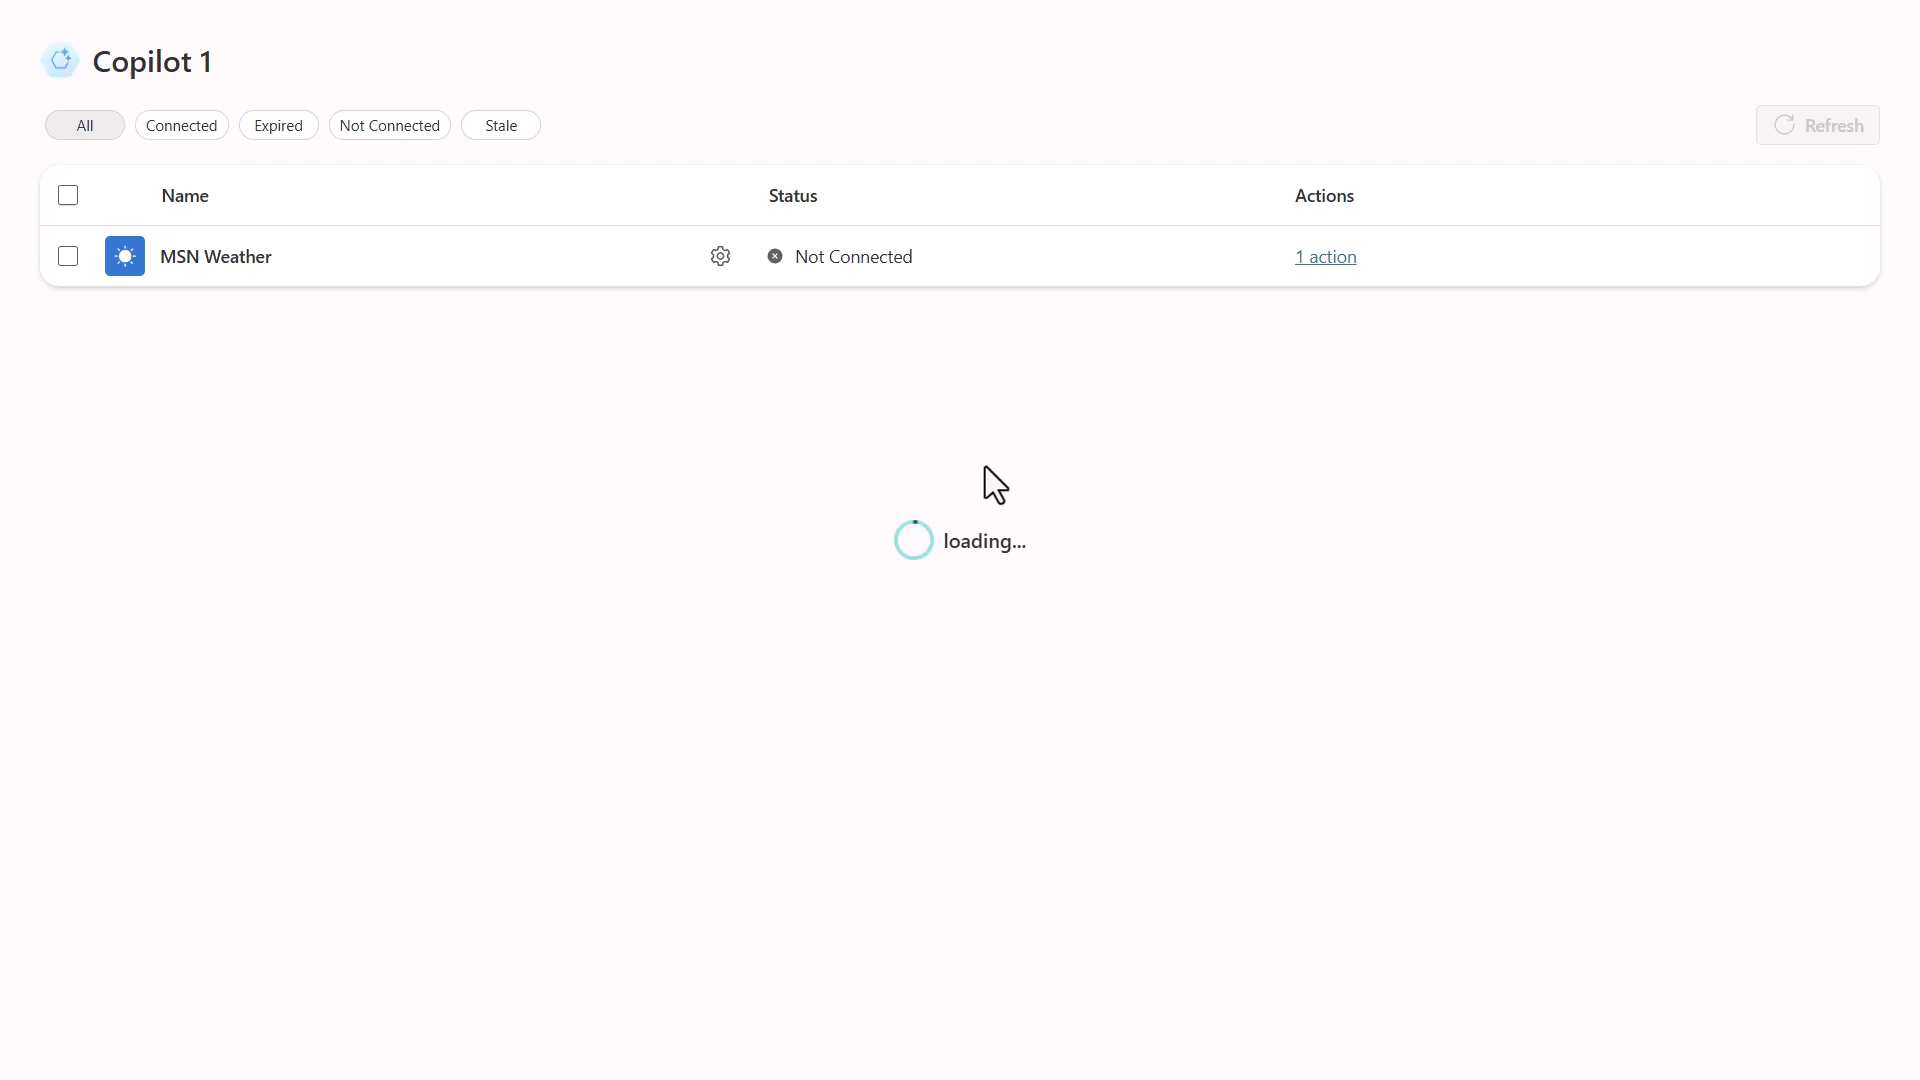 Copilot 1
All Connected Expired Not Connected Stale Refresh
Name Status Actions
MSN Weather Not Connected 1 action
loading...